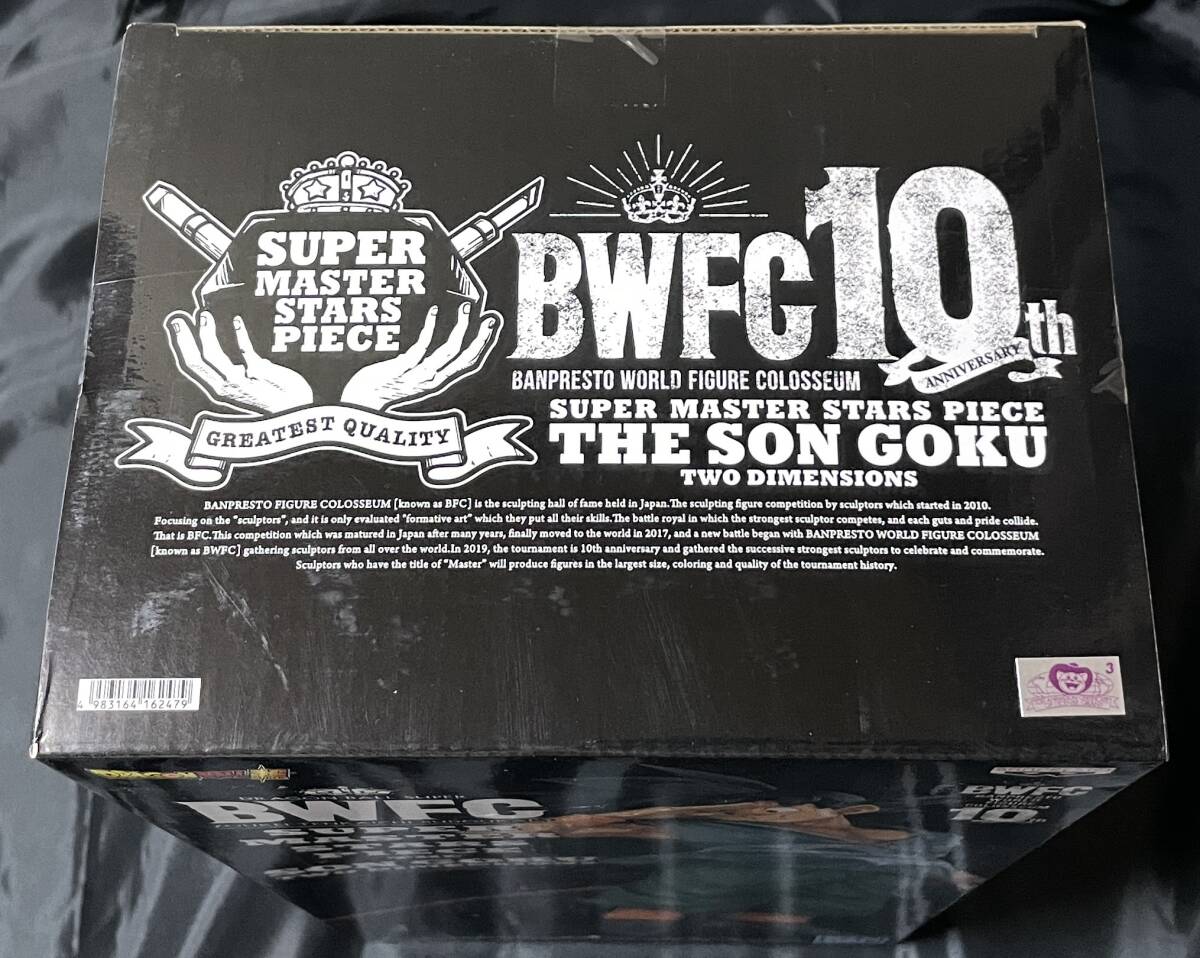 SUPER
MASTER
STARS
PIECE
GREATEST QUALITY
BWFC 10th
ANNIVERSARY
BANPRESTO WORLD FIGURE COLOSSEUM
SUPER MASTER STARS PIECE
THE SON GOKU
TWO DIMENSIONS
BANPRESTO FIGURE COLOSSEUM [known as BFC] is the sculpting hall of fame held in Japan.The sculpting figure competition by sculptors which started in 2010.
Focusing on the "sculptors", and it is only evaluated "formative art" which they put all their skills.The battle royal in which the strongest sculptor competes, and each guts and pride collide.
That is BFC.This competition which was matured in Japan after many years, finally moved to the world in 2017, and a new battle began with BANPRESTO WORLD FIGURE COLOSSEUM
[known as BWFC] gathering sculptors from all over the world.In 2019, the tournament is 10th anniversary and gathered the successive strongest sculptors to celebrate and commemorate.
Sculptors who have the title of "Master" will produce figures in the largest size, coloring and quality of the tournament history.
4 983164 162479
3
DRAGON BALL SUPER
BWFC
BWFC
10th